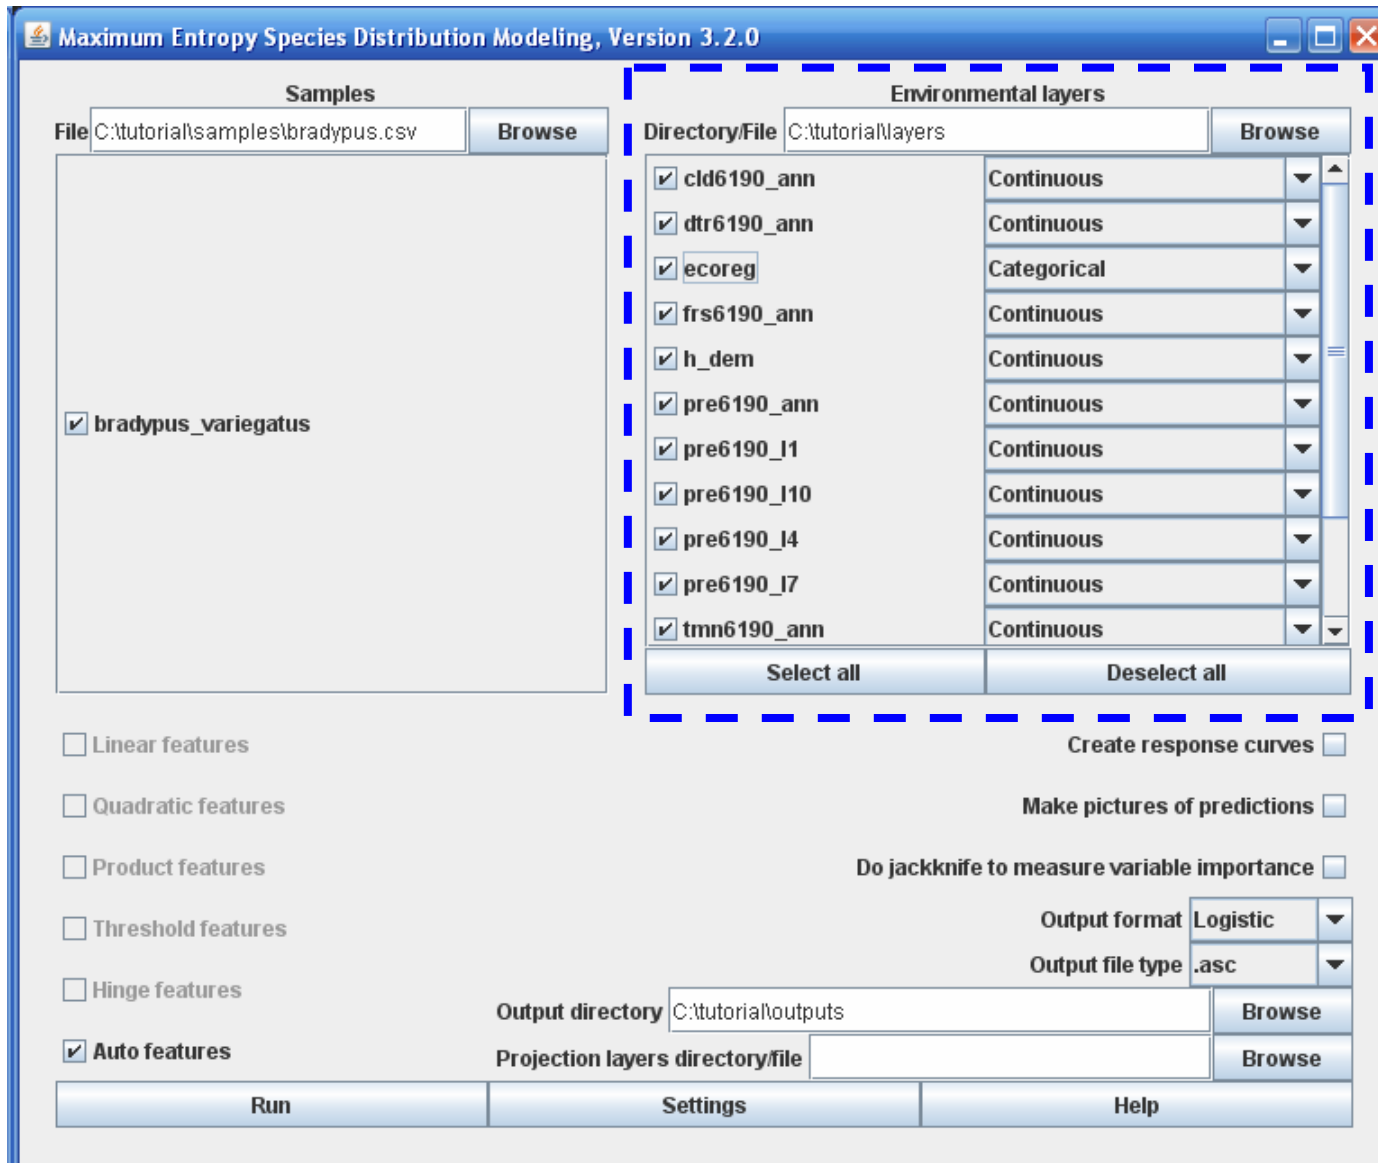 Maximum Entropy Species Distribution Modeling, Version 3.2.0
Samples
File C:\tutorial\samples\bradypus.csv Browse
bradypus_variegatus
Environmental layers
Directory/File C:\tutorial\layers Browse
cld6190_ann Continuous
dtr6190_ann Continuous
ecoreg Categorical
frs6190_ann Continuous
h_dem Continuous
pre6190_ann Continuous
pre6190_l1 Continuous
pre6190_l10 Continuous
pre6190_l4 Continuous
pre6190_l7 Continuous
tmn6190_ann Continuous
Select all Deselect all
Linear features
Quadratic features
Product features
Threshold features
Hinge features
Auto features
Create response curves
Make pictures of predictions
Do jackknife to measure variable importance
Output format Logistic
Output file type .asc
Output directory C:\tutorial\outputs Browse
Projection layers directory/file Browse
Run Settings Help